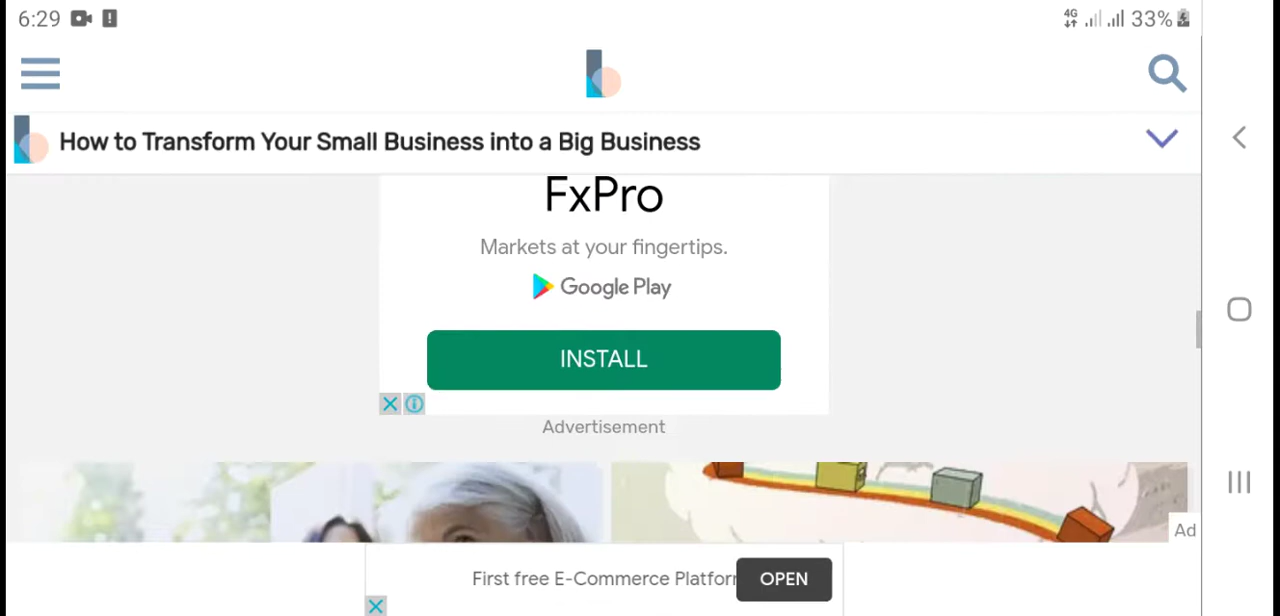 6:29
4G 33%
How to Transform Your Small Business into a Big Business
FxPro
Markets at your fingertips.
Google Play
INSTALL
Advertisement
Ad
First free E-Commerce Platfor
OPEN